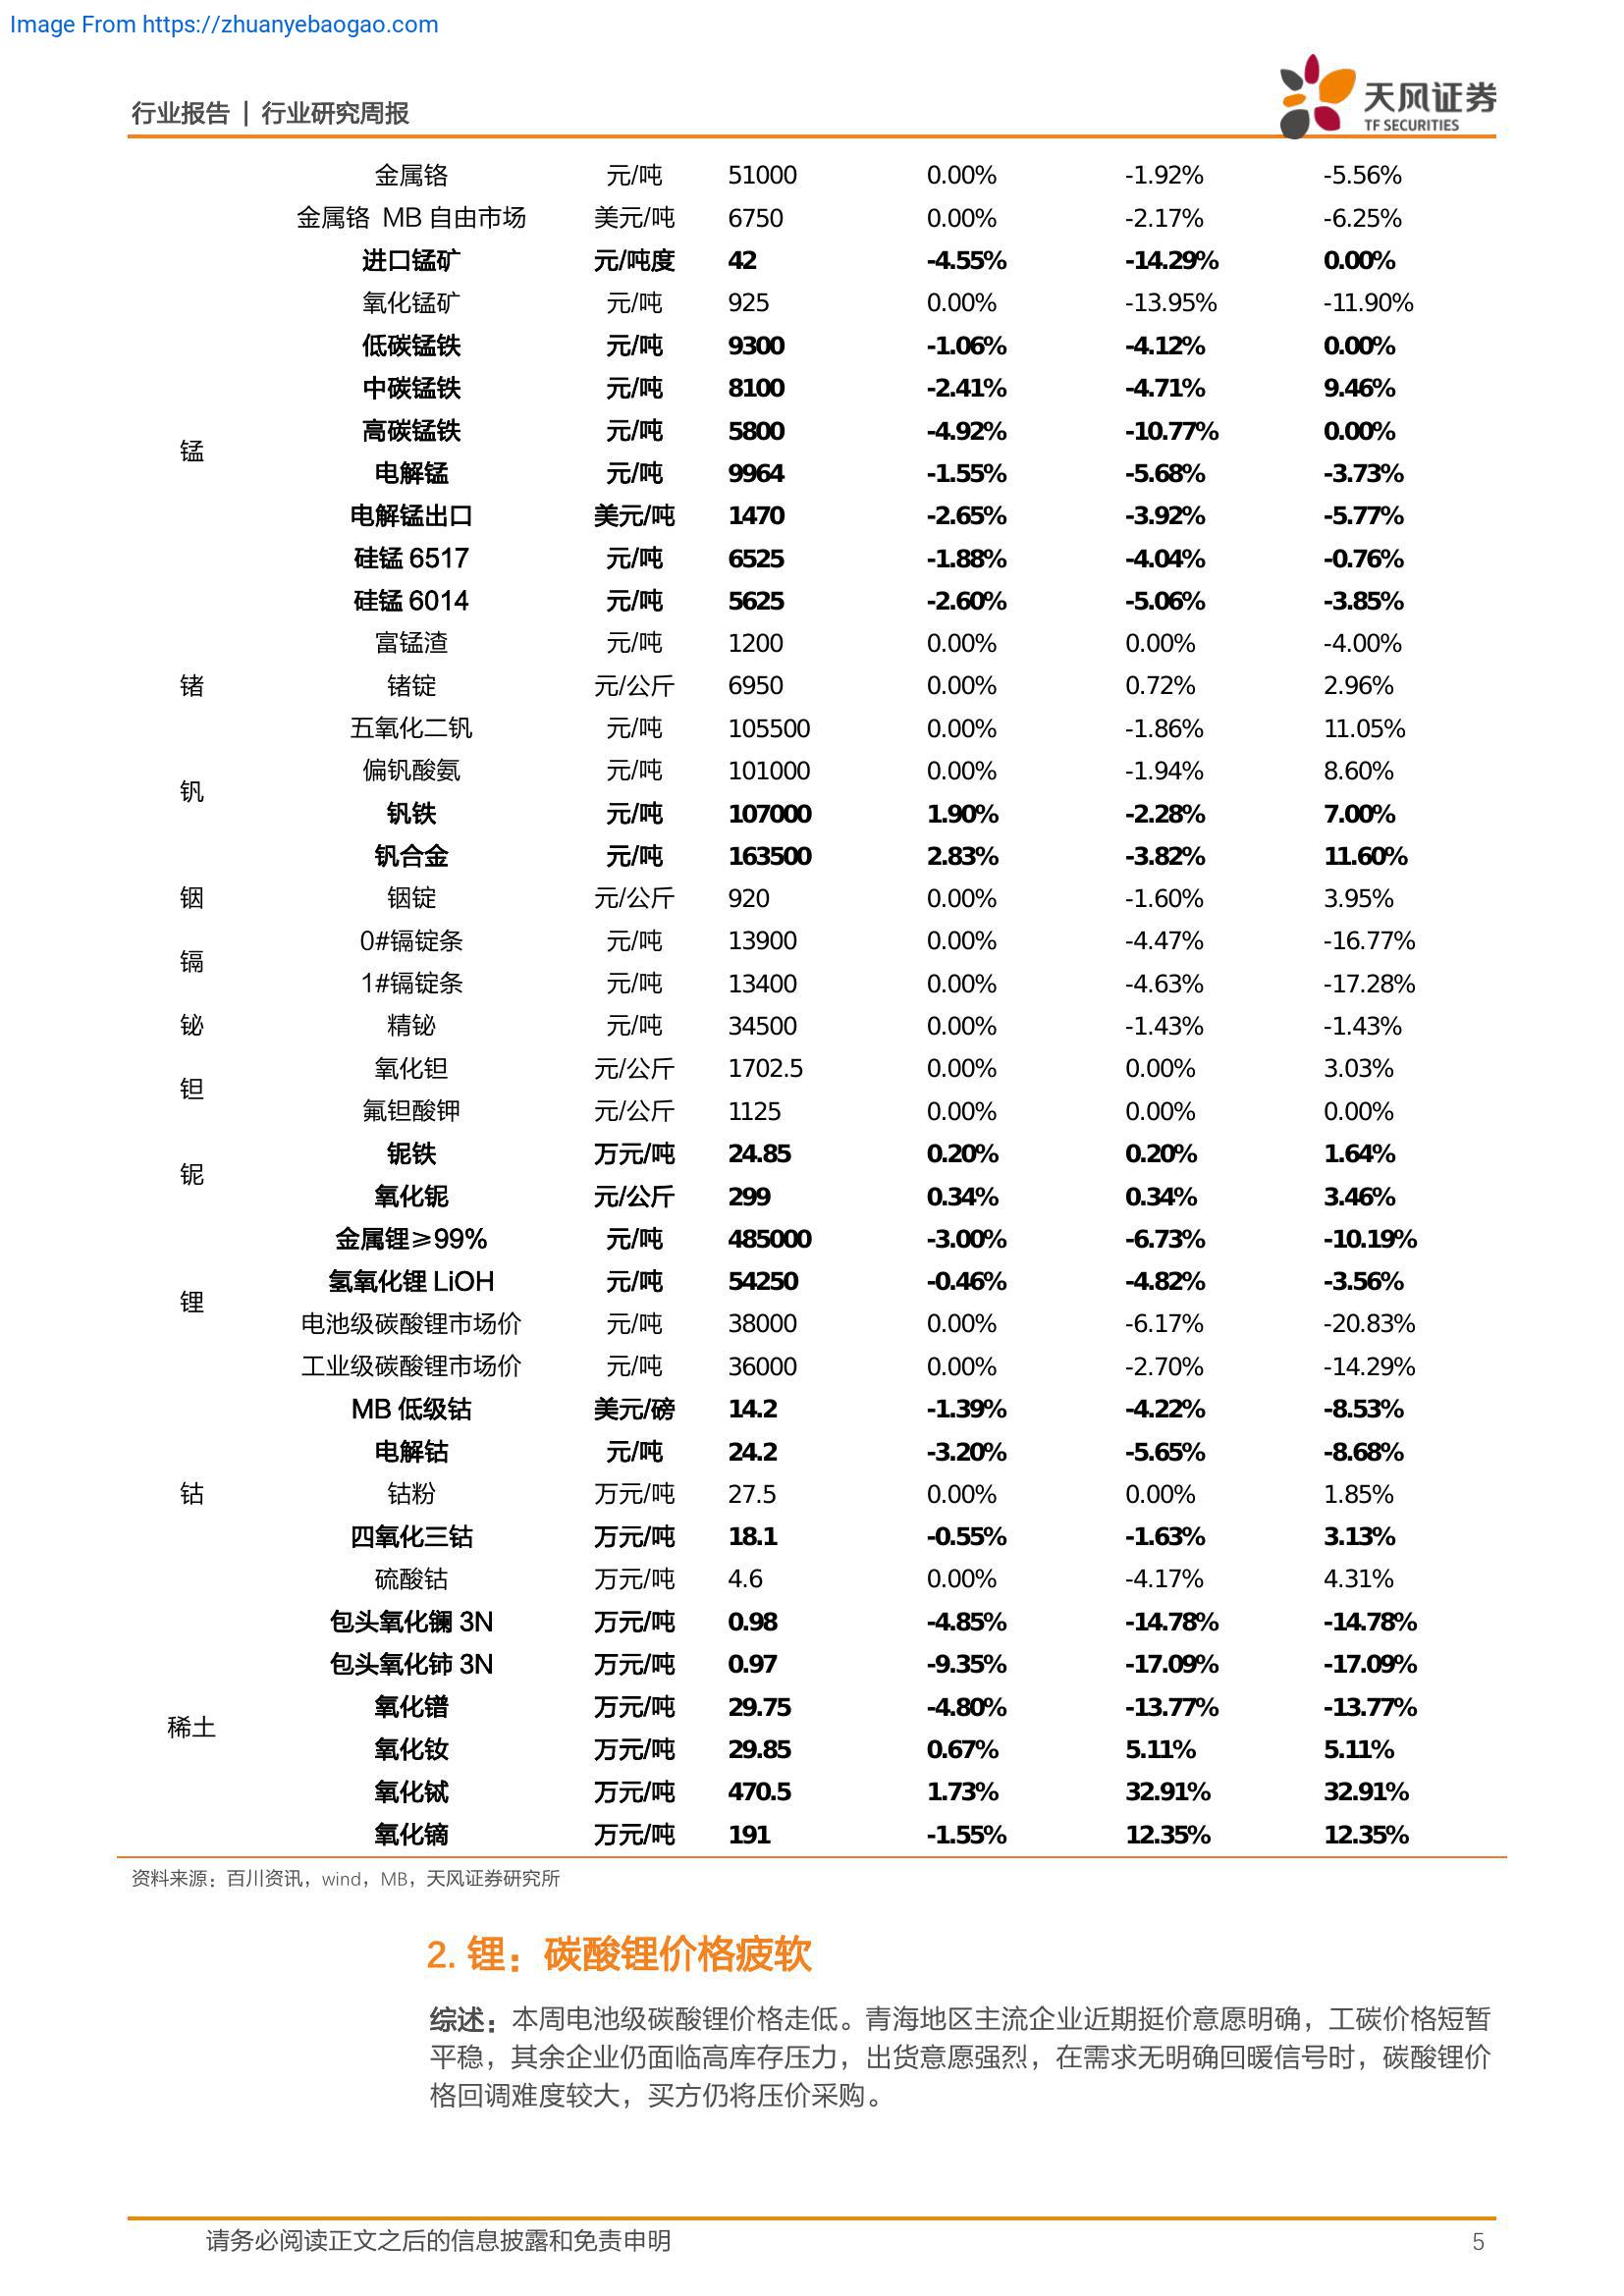 Image From https://zhuanyebaogao.com
行业报告 | 行业研究周报
天风证券
TF SECURITIES
金属铬 元/吨 51000 0.00% -1.92% -5.56%
金属铬 MB 自由市场 美元/吨 6750 0.00% -2.17% -6.25%
进口锰矿 元/吨度 42 -4.55% -14.29% 0.00%
氧化锰矿 元/吨 925 0.00% -13.95% -11.90%
低碳锰铁 元/吨 9300 -1.06% -4.12% 0.00%
中碳锰铁 元/吨 8100 -2.41% -4.71% 9.46%
高碳锰铁 元/吨 5800 -4.92% -10.77% 0.00%
锰
电解锰 元/吨 9964 -1.55% -5.68% -3.73%
电解锰出口 美元/吨 1470 -2.65% -3.92% -5.77%
硅锰 6517 元/吨 6525 -1.88% -4.04% -0.76%
硅锰 6014 元/吨 5625 -2.60% -5.06% -3.85%
富锰渣 元/吨 1200 0.00% 0.00% -4.00%
锗 锗锭 元/公斤 6950 0.00% 0.72% 2.96%
五氧化二钒 元/吨 105500 0.00% -1.86% 11.05%
偏钒酸氨 元/吨 101000 0.00% -1.94% 8.60%
钒
钒铁 元/吨 107000 1.90% -2.28% 7.00%
钒合金 元/吨 163500 2.83% -3.82% 11.60%
铟 铟锭 元/公斤 920 0.00% -1.60% 3.95%
0#镉锭条 元/吨 13900 0.00% -4.47% -16.77%
镉
1#镉锭条 元/吨 13400 0.00% -4.63% -17.28%
铋 精铋 元/吨 34500 0.00% -1.43% -1.43%
氧化钽 元/公斤 1702.5 0.00% 0.00% 3.03%
钽
氟钽酸钾 元/公斤 1125 0.00% 0.00% 0.00%
铌铁 万元/吨 24.85 0.20% 0.20% 1.64%
铌
氧化铌 元/公斤 299 0.34% 0.34% 3.46%
金属锂≥99% 元/吨 485000 -3.00% -6.73% -10.19%
氢氧化锂 LiOH 元/吨 54250 -0.46% -4.82% -3.56%
锂
电池级碳酸锂市场价 元/吨 38000 0.00% -6.17% -20.83%
工业级碳酸锂市场价 元/吨 36000 0.00% -2.70% -14.29%
MB 低级钴 美元/磅 14.2 -1.39% -4.22% -8.53%
电解钴 元/吨 24.2 -3.20% -5.65% -8.68%
钴 钴粉 万元/吨 27.5 0.00% 0.00% 1.85%
四氧化三钴 万元/吨 18.1 -0.55% -1.63% 3.13%
硫酸钴 万元/吨 4.6 0.00% -4.17% 4.31%
包头氧化镧 3N 万元/吨 0.98 -4.85% -14.78% -14.78%
包头氧化铈 3N 万元/吨 0.97 -9.35% -17.09% -17.09%
氧化镨 万元/吨 29.75 -4.80% -13.77% -13.77%
稀土
氧化钕 万元/吨 29.85 0.67% 5.11% 5.11%
氧化铽 万元/吨 470.5 1.73% 32.91% 32.91%
氧化镝 万元/吨 191 -1.55% 12.35% 12.35%
资料来源：百川资讯，wind，MB，天风证券研究所
2. 锂：碳酸锂价格疲软
综述：本周电池级碳酸锂价格走低。青海地区主流企业近期挺价意愿明确，工碳价格短暂
平稳，其余企业仍面临高库存压力，出货意愿强烈，在需求无明确回暖信号时，碳酸锂价
格回调难度较大，买方仍将压价采购。
请务必阅读正文之后的信息披露和免责申明 5